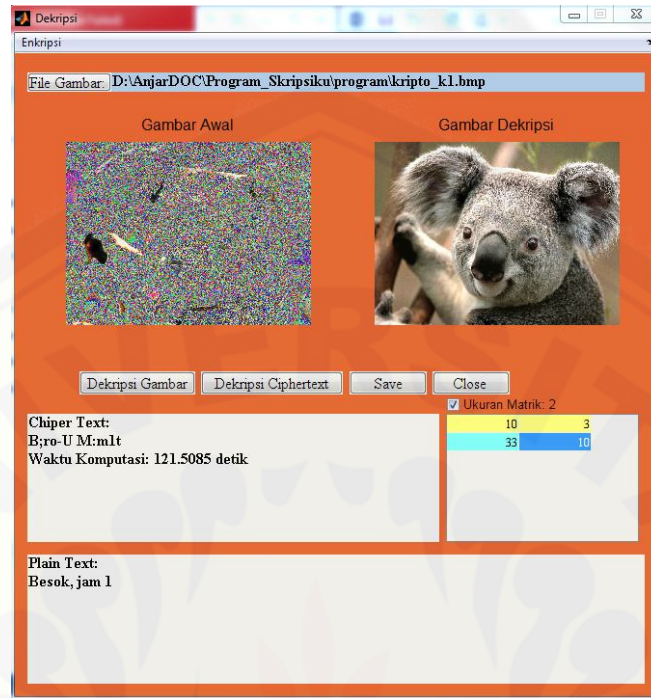 Dekripsi
Enkripsi
File Gambar: D:\AnjarDOC\Program_Skripsiku\program\kripto_k1.bmp
Gambar Awal Gambar Dekripsi
Dekripsi Gambar Dekripsi Ciphertext Save Close
Ukuran Matrik: 2
Chiper Text:
B;ro-U M:m1t
Waktu Komputasi: 121.5085 detik
10 3
33 10
Plain Text:
Besok, jam 1